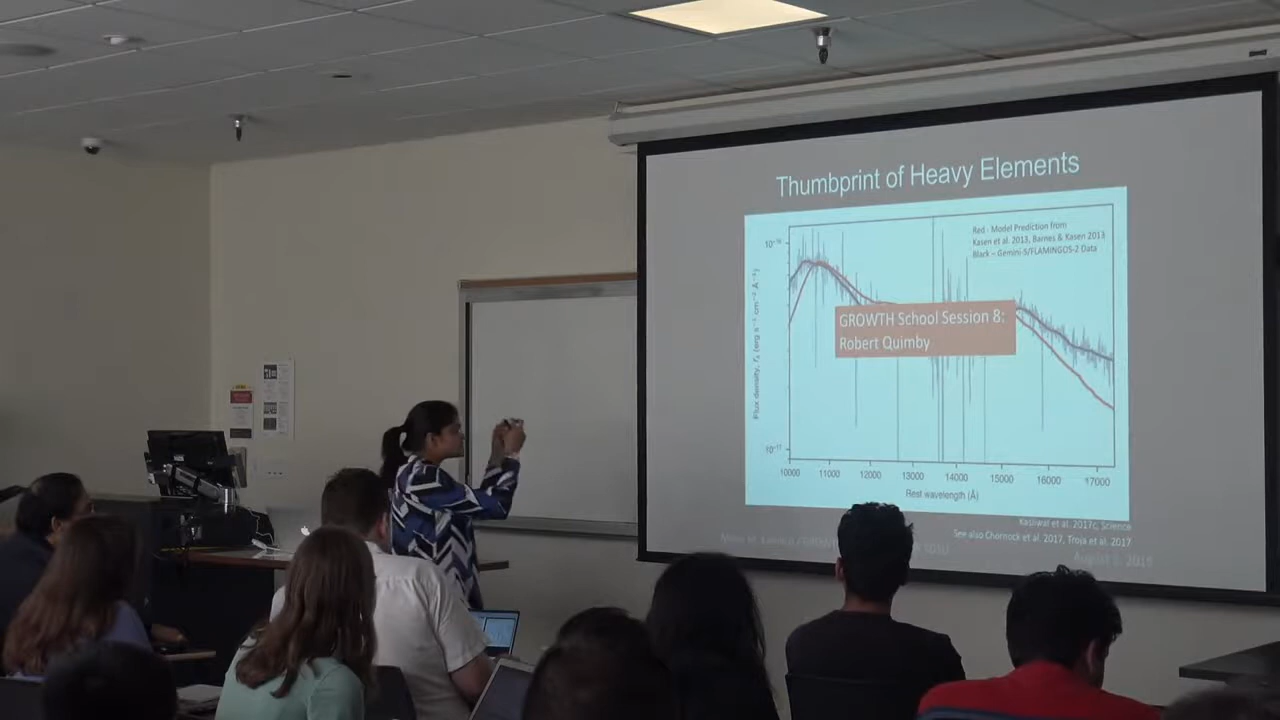 Thumbprint of Heavy Elements
Red - Model Prediction from
Kasen et al. 2013, Barnes & Kasen 2013
Black – Gemini-S/FLAMINGOS-2 Data
GROWTH School Session 8:
Robert Quimby
10000 11000 12000 13000 14000 15000 16000 17000
Rest wavelength (Å)
Kasliwal et al. 2017c, Science
See also Chornock et al. 2017, Troja et al. 2017